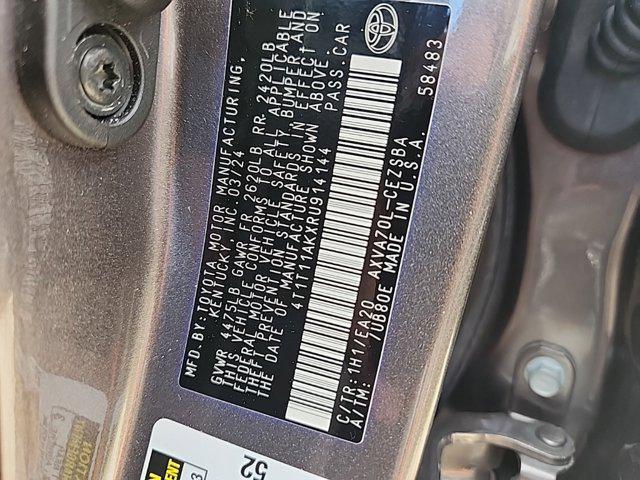 MFD.BY:TOYOTA MOTOR MANUFACTURING,
KENTUCKY, INC. 03/24
GVWR 4475LB GAWR FR 2620LB RR 2420LB
THIS VEHICLE CONFORMS TO ALL APPLICABLE
FEDERAL MOTOR VEHICLE SAFETY, BUMPER AND
THEFT PREVENTION STANDARDS IN EFFECT ON
THE DATE OF MANUFACTURE SHOWN ABOVE.
4T1T11AKXRU914144 PASS.CAR
C/TR:1H1/EA20 AXVA70L-CEZSBA
A/TM: /UB80E MADE IN U.S.A. 58483
52